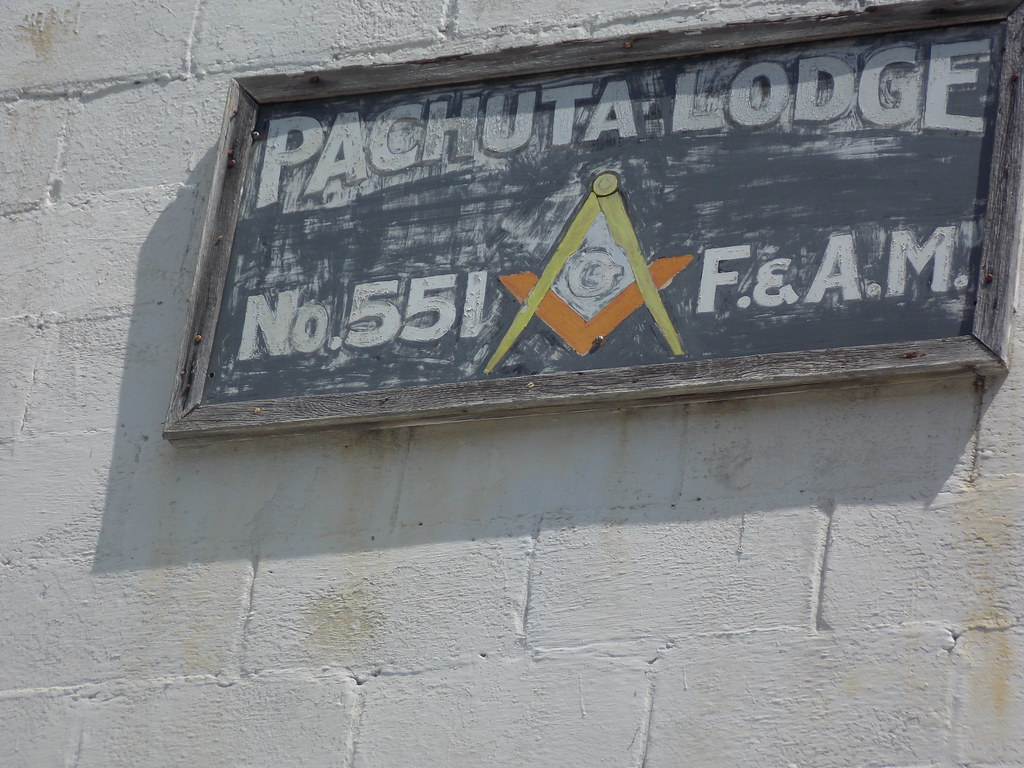 PACHUTA LODGE
No. 551 G F. & A. M.